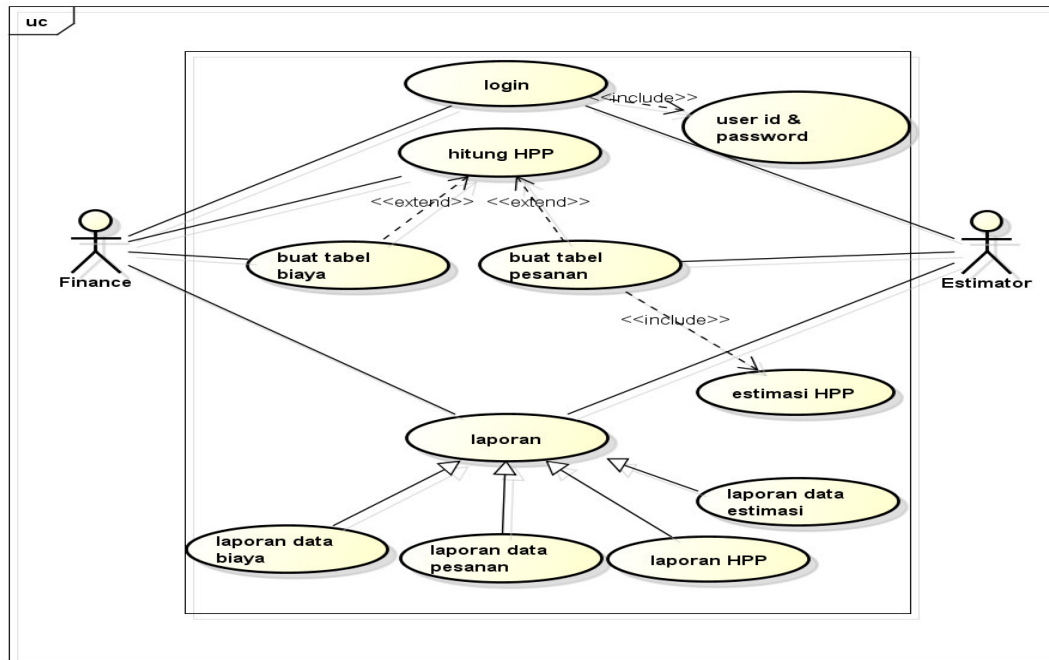 uc
login
<<include>>
user id &
password
hitung HPP
<<extend>>
<<extend>>
buat tabel
biaya
buat tabel
pesanan
Finance
Estimator
<<include>>
estimasi HPP
laporan
laporan data
estimasi
laporan data
biaya
laporan data
pesanan
laporan HPP